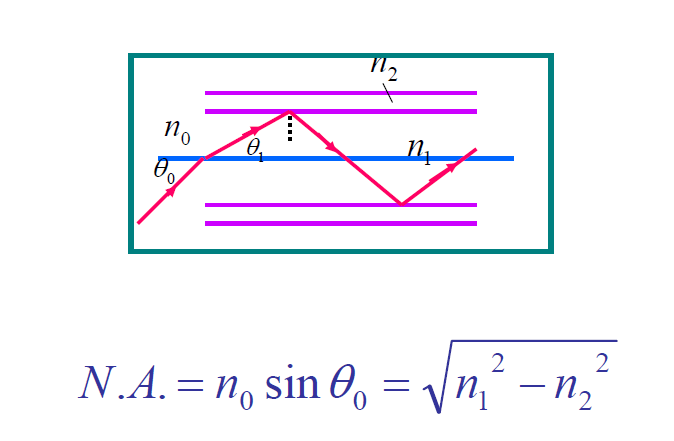 n₂
n₀
θ₁
n₁
θ₀
N.A. = n₀ sin θ₀ = √(n₁² − n₂²)